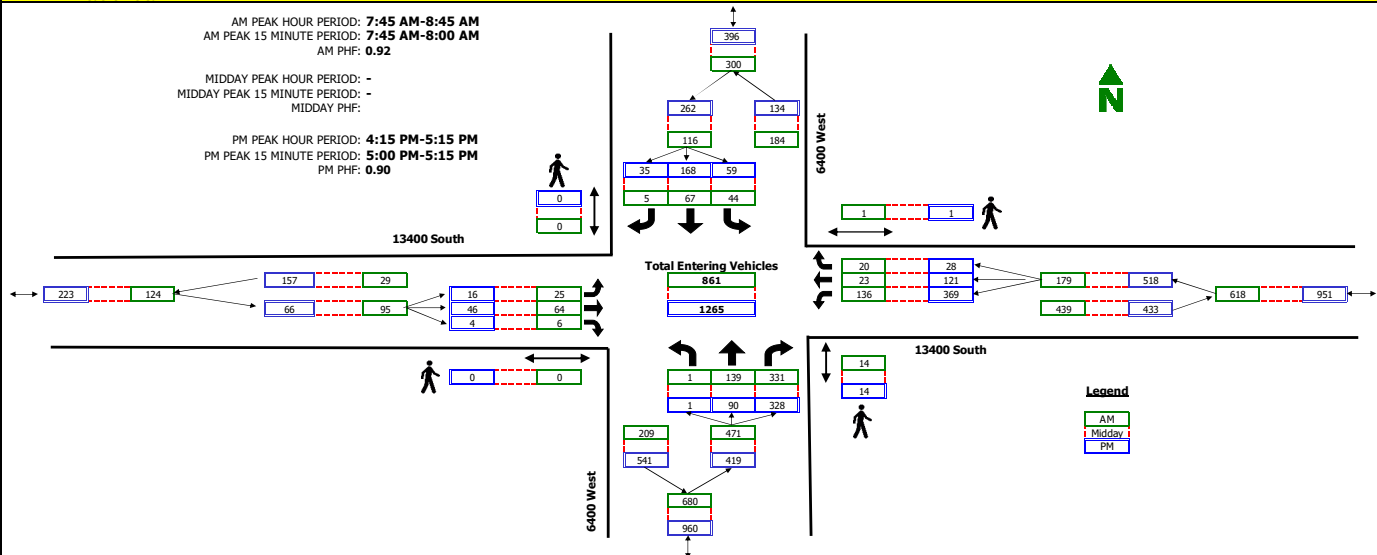 AM PEAK HOUR PERIOD: 7:45 AM-8:45 AM
AM PEAK 15 MINUTE PERIOD: 7:45 AM-8:00 AM
AM PHF: 0.92
MIDDAY PEAK HOUR PERIOD: -
MIDDAY PEAK 15 MINUTE PERIOD: -
MIDDAY PHF:
PM PEAK HOUR PERIOD: 4:15 PM-5:15 PM
PM PEAK 15 MINUTE PERIOD: 5:00 PM-5:15 PM
PM PHF: 0.90
396
300
262 134
116 184
35 168 59
5 67 44
6400 West
N
0
0
1 1
13400 South
Total Entering Vehicles
861
1265
157 29
223 124
66 95
16 25
46 64
4 6
20 28
23 121
136 369
179 518
439 433
618 951
13400 South
0 0
14
14
1 139 331
1 90 328
209 471
541 419
680
960
6400 West
Legend
AM
Midday
PM